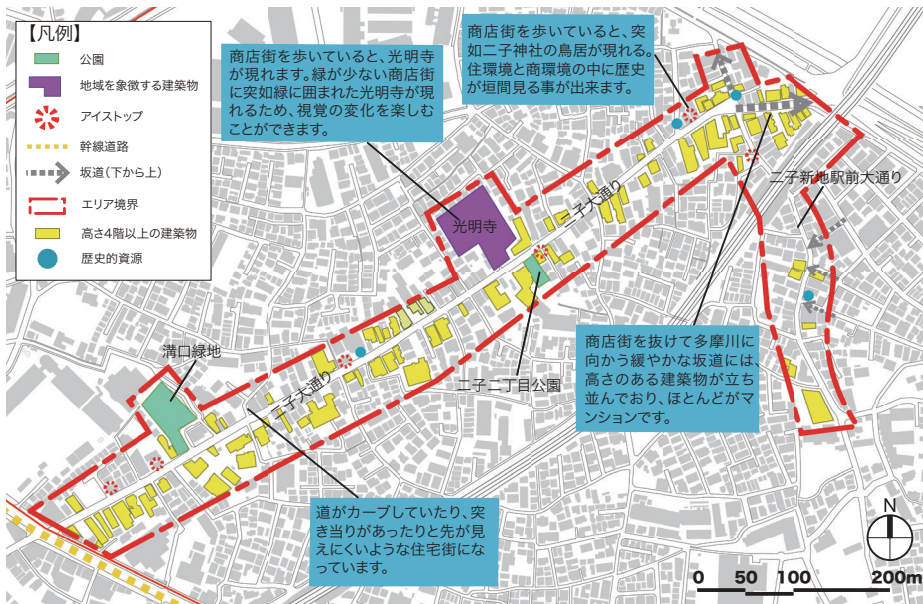 【凡例】
公園
地域を象徴する建築物
アイストップ
幹線道路
坂道(下から上)
エリア境界
高さ4階以上の建築物
歴史的資源
商店街を歩いていると、光明寺
が現れます。緑が少ない商店街
に突如緑に囲まれた光明寺が現
れるため、視覚の変化を楽しむ
ことができます。
商店街を歩いていると、突
如二子神社の鳥居が現れる。
住環境と商環境の中に歴史
が垣間見る事が出来ます。
二子新地駅前大通り
二子大通り
光明寺
商店街を抜けて多摩川に
向かう緩やかな坂道には、
高さのある建築物が立ち
並んでおり、ほとんどがマ
ンションです。
溝口緑地
二子大通り
二子二丁目公園
道がカーブしていたり、突
き当りがあったりと先が見
えにくいような住宅街になっ
ています。
N
0 50 100 200m